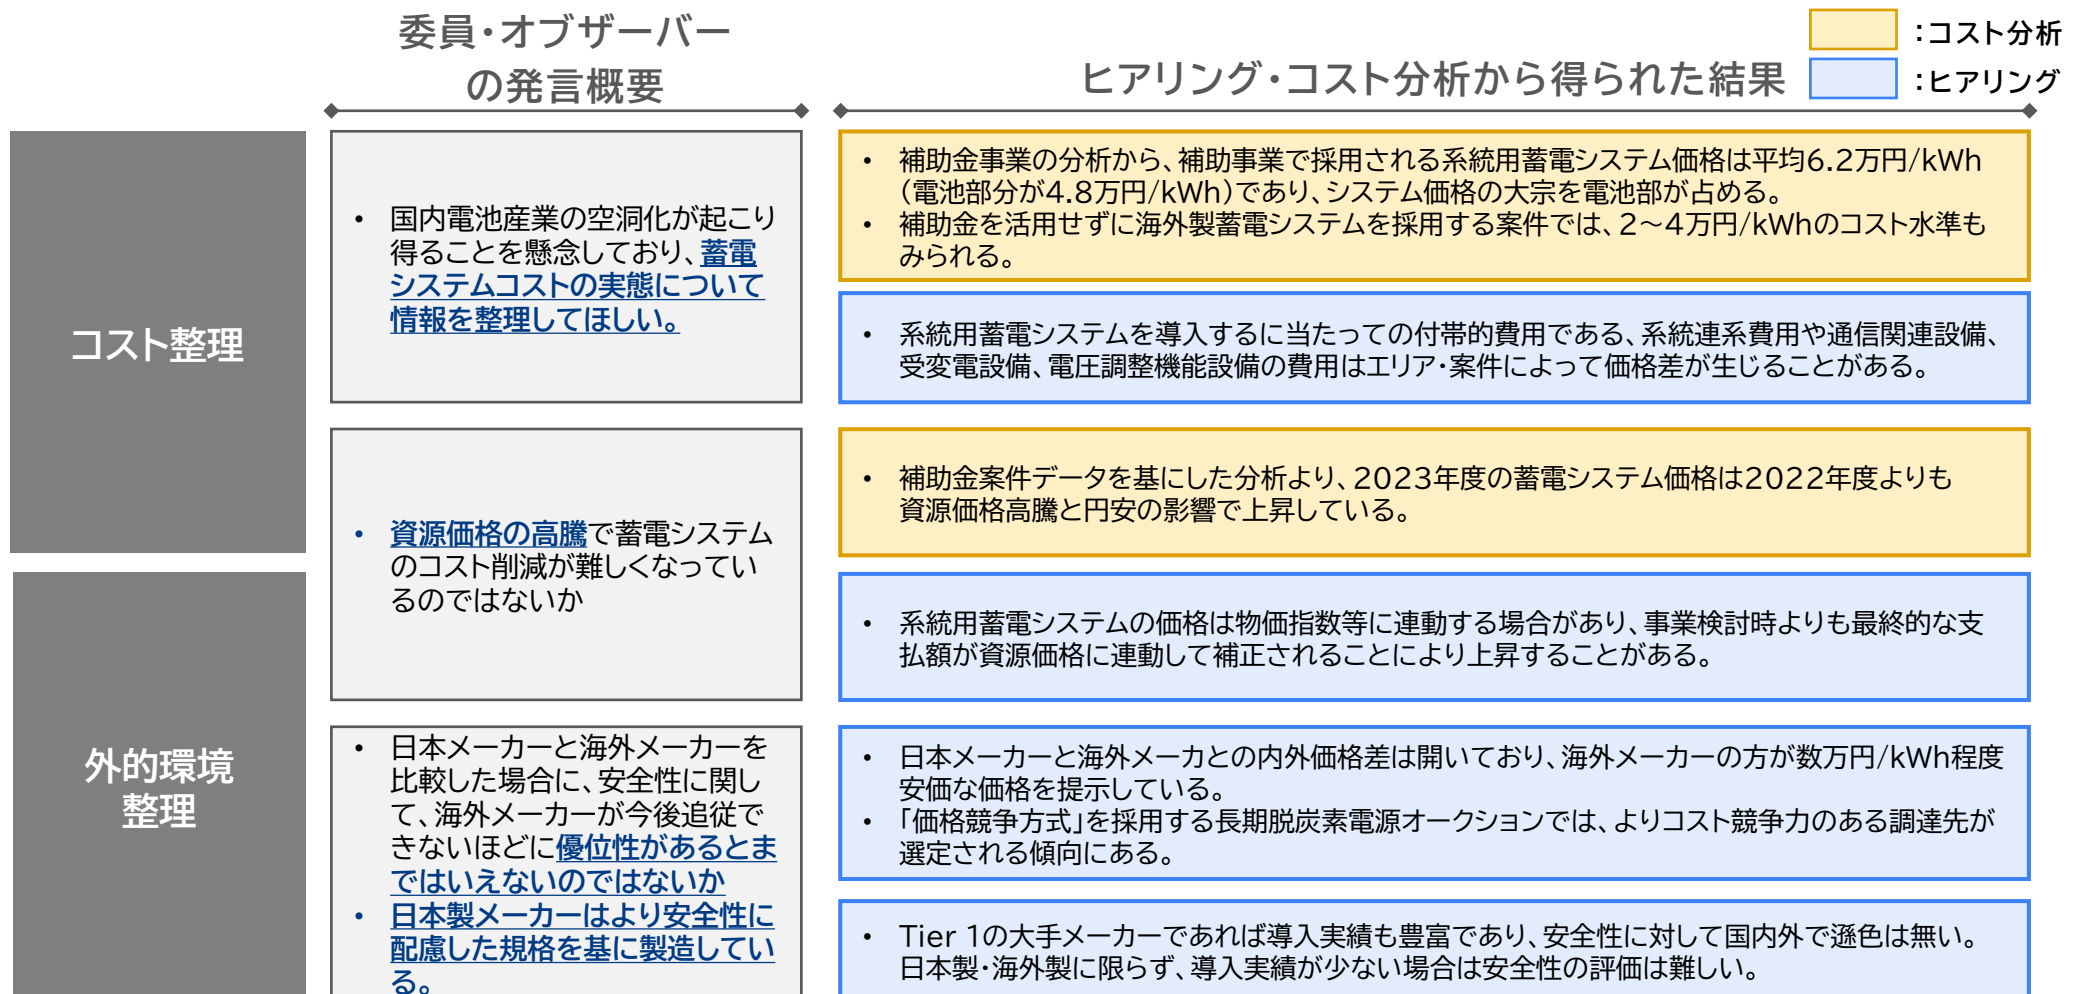 委員・オブザーバー
の発言概要
ヒアリング・コスト分析から得られた結果
：コスト分析
：ヒアリング
コスト整理
• 国内電池産業の空洞化が起こり
得ることを懸念しており、蓄電
システムコストの実態について
情報を整理してほしい。
• 補助金事業の分析から、補助事業で採用される系統用蓄電システム価格は平均6.2万円/kWh
（電池部分が4.8万円/kWh）であり、システム価格の大宗を電池部が占める。
• 補助金を活用せずに海外製蓄電システムを採用する案件では、2～4万円/kWhのコスト水準も
みられる。
• 系統用蓄電システムを導入するに当たっての付帯的費用である、系統連系費用や通信関連設備、
受変電設備、電圧調整機能設備の費用はエリア・案件によって価格差が生じることがある。
• 資源価格の高騰で蓄電システム
のコスト削減が難しくなってい
るのではないか
• 補助金案件データを基にした分析より、2023年度の蓄電システム価格は2022年度よりも
資源価格高騰と円安の影響で上昇している。
• 系統用蓄電システムの価格は物価指数等に連動する場合があり、事業検討時よりも最終的な支
払額が資源価格に連動して補正されることにより上昇することがある。
外的環境
整理
• 日本メーカーと海外メーカーを
比較した場合に、安全性に関し
て、海外メーカーが今後追従で
きないほどに優位性があるとま
ではいえないのではないか
• 日本製メーカーはより安全性に
配慮した規格を基に製造してい
る。
• 日本メーカーと海外メーカとの内外価格差は開いており、海外メーカーの方が数万円/kWh程度
安価な価格を提示している。
• 「価格競争方式」を採用する長期脱炭素電源オークションでは、よりコスト競争力のある調達先が
選定される傾向にある。
• Tier 1の大手メーカーであれば導入実績も豊富であり、安全性に対して国内外で遜色は無い。
日本製・海外製に限らず、導入実績が少ない場合は安全性の評価は難しい。